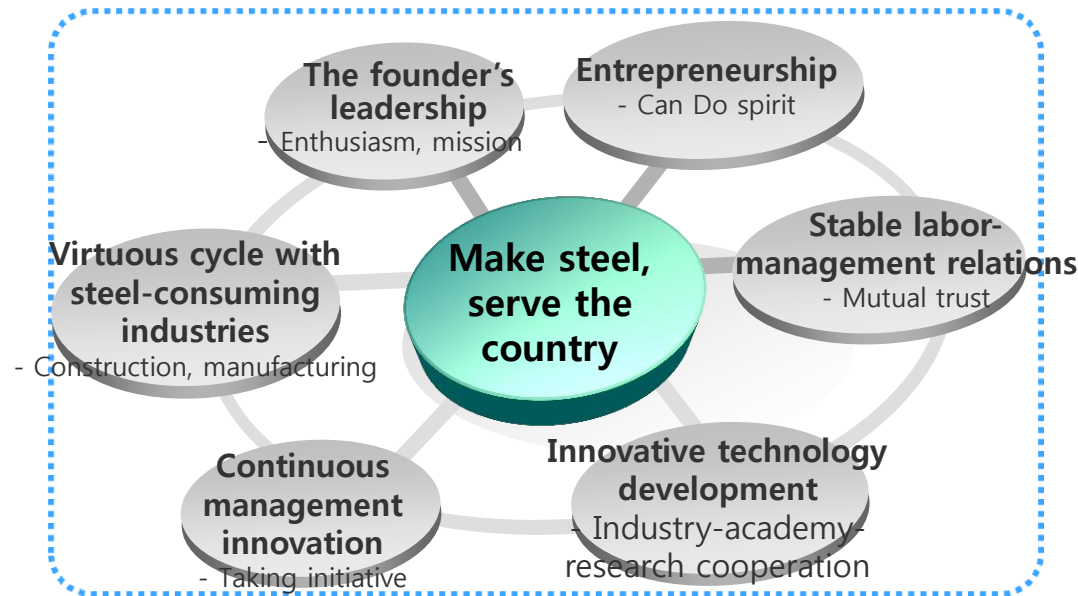 The founder's
leadership
- Enthusiasm, mission
Entrepreneurship
- Can Do spirit
Stable labor-
management relations
- Mutual trust
Make steel,
serve the
country
Virtuous cycle with
steel-consuming
industries
- Construction, manufacturing
Continuous
management
innovation
- Taking initiative
Innovative technology
development
- Industry-academy-
research cooperation